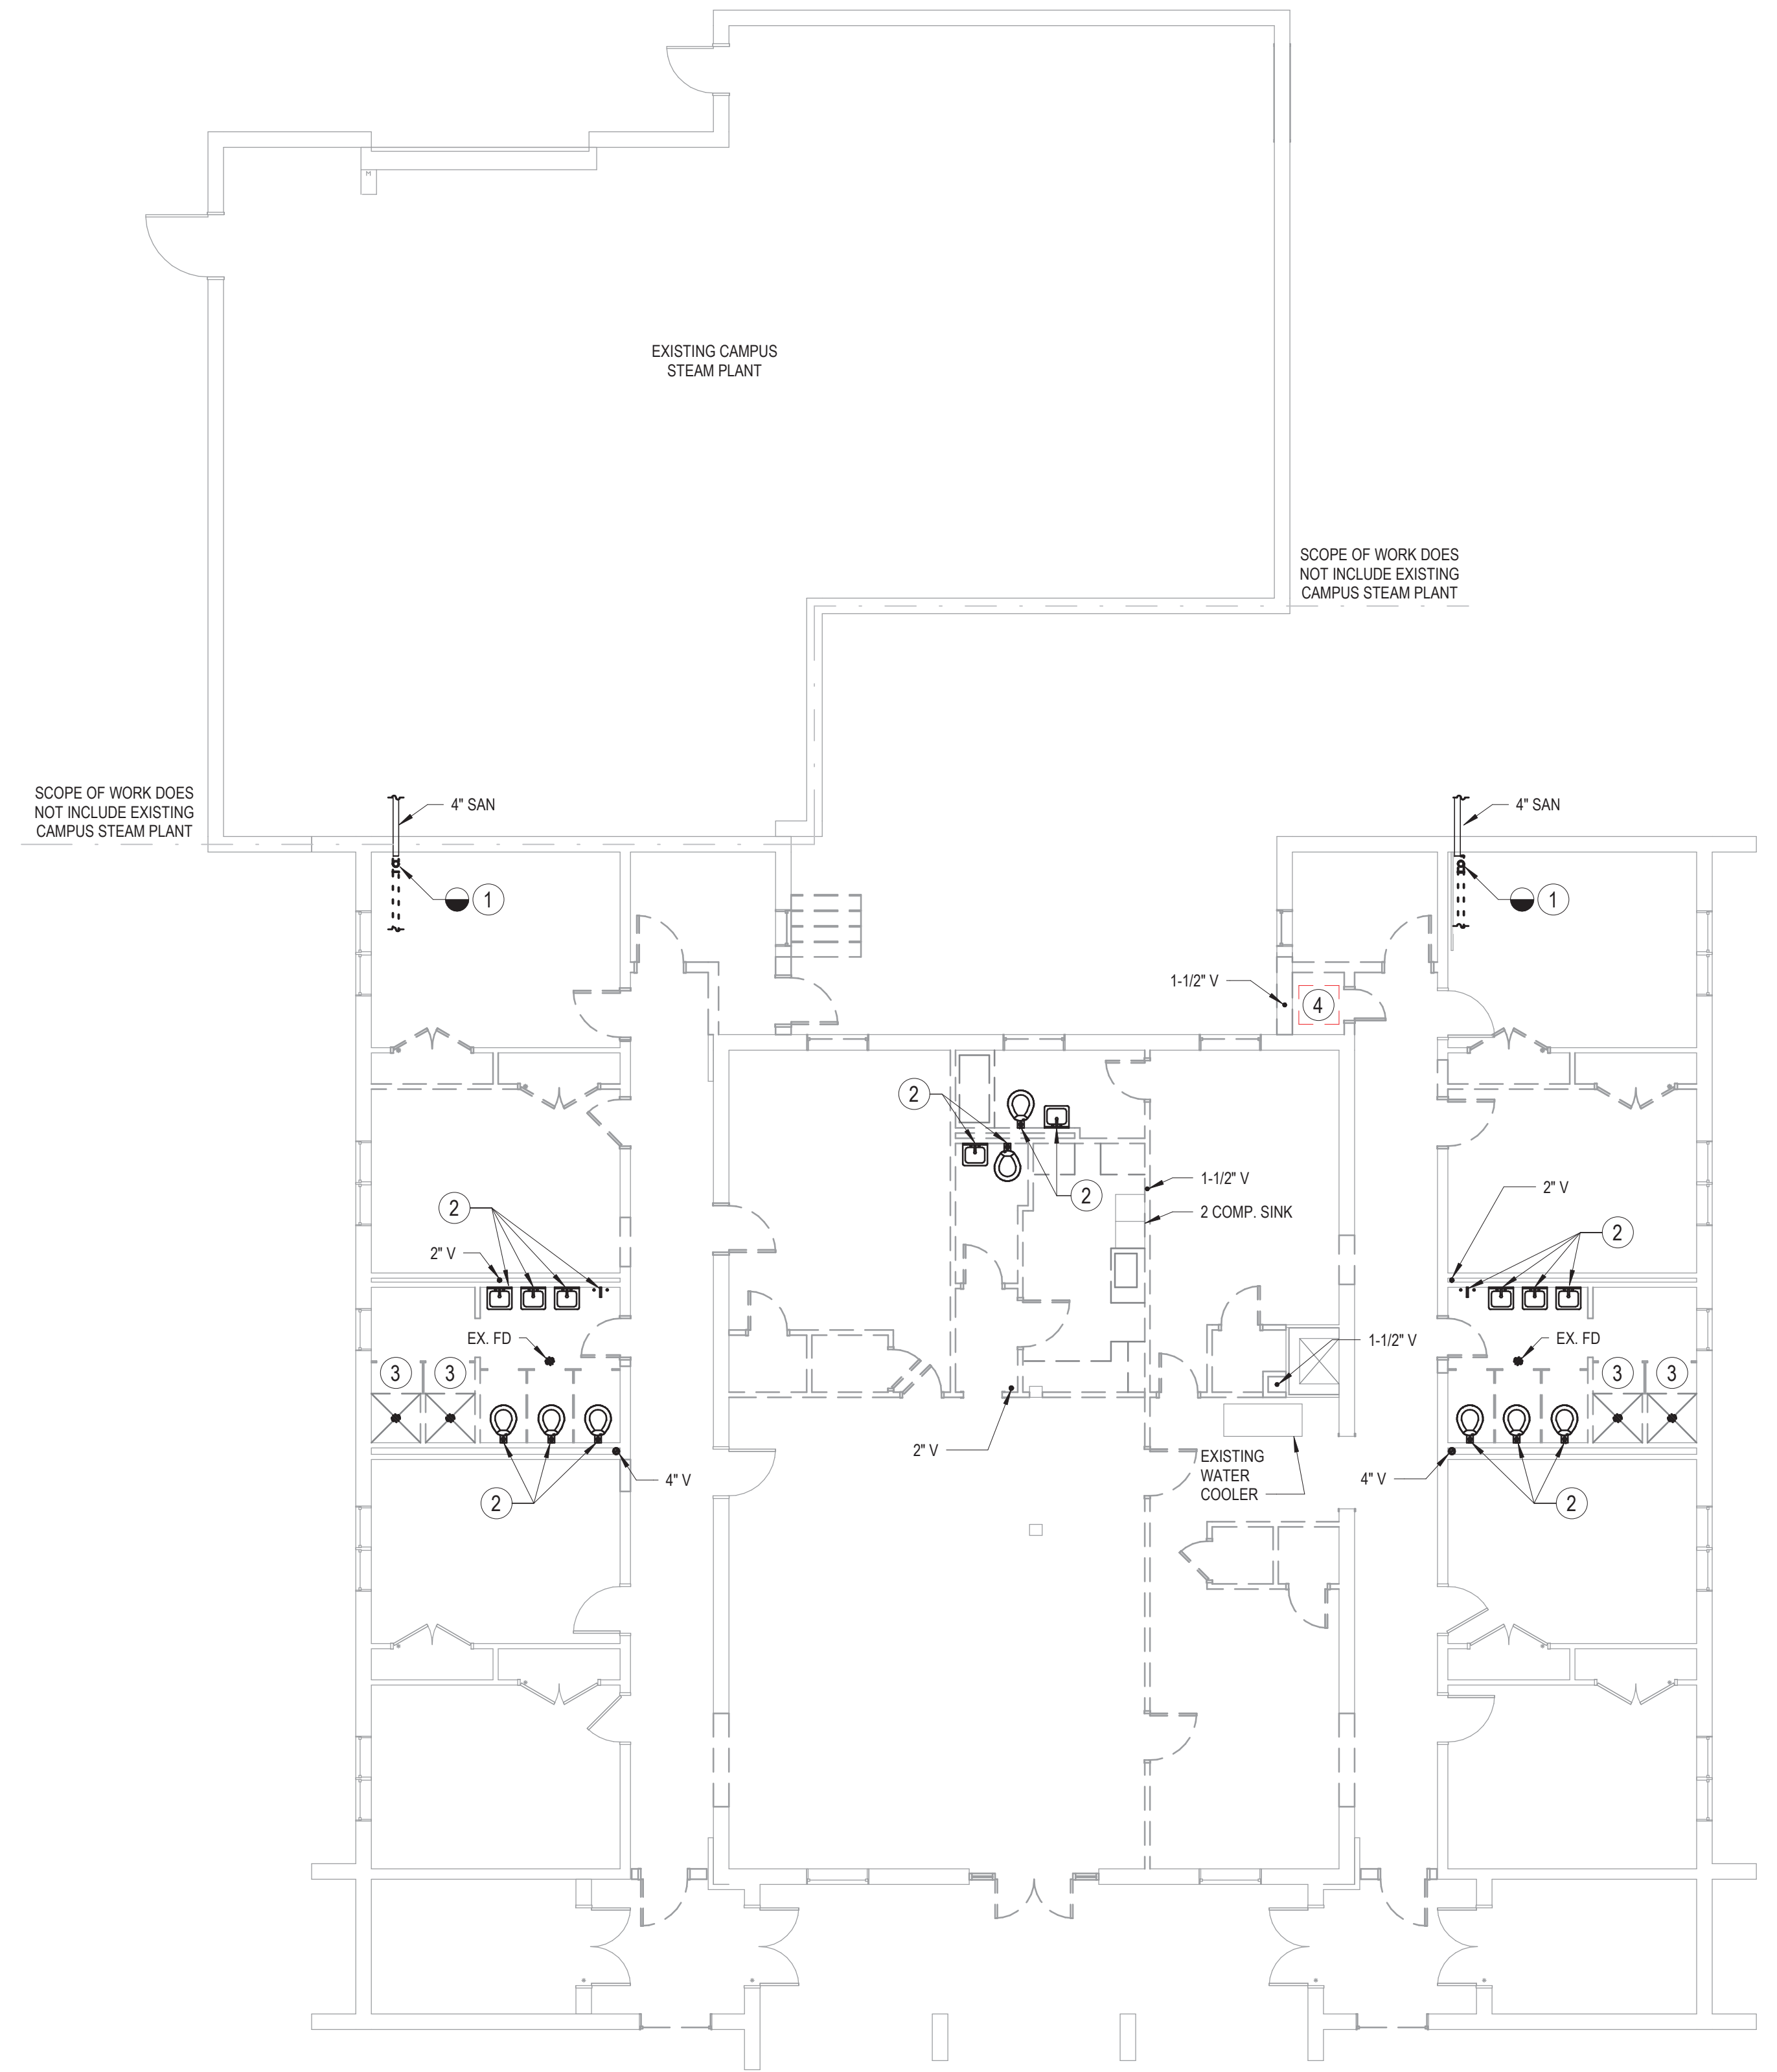 M
EXISTING CAMPUS
STEAM PLANT
SCOPE OF WORK DOES
NOT INCLUDE EXISTING
CAMPUS STEAM PLANT
SCOPE OF WORK DOES
NOT INCLUDE EXISTING
CAMPUS STEAM PLANT
4" SAN
4" SAN
1
1
1-1/2" V
4
2
1-1/2" V
2
2" V
2
2 COMP. SINK
2
2" V
EX. FD
EX. FD
1-1/2" V
3
3
3
3
2" V
EXISTING
WATER
COOLER
4" V
4" V
2
2